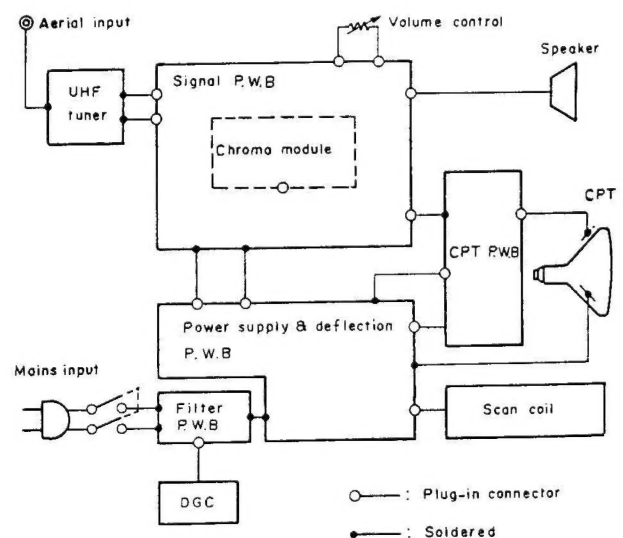 Aerial input
Volume control
Speaker
UHF
tuner
Signal P.W.B
Chroma module
CPT
CPT P.W.B
Power supply & deflection
P.W.B
Mains input
Filter
P.W.B
Scan coil
DGC
: Plug-in connector
: Soldered